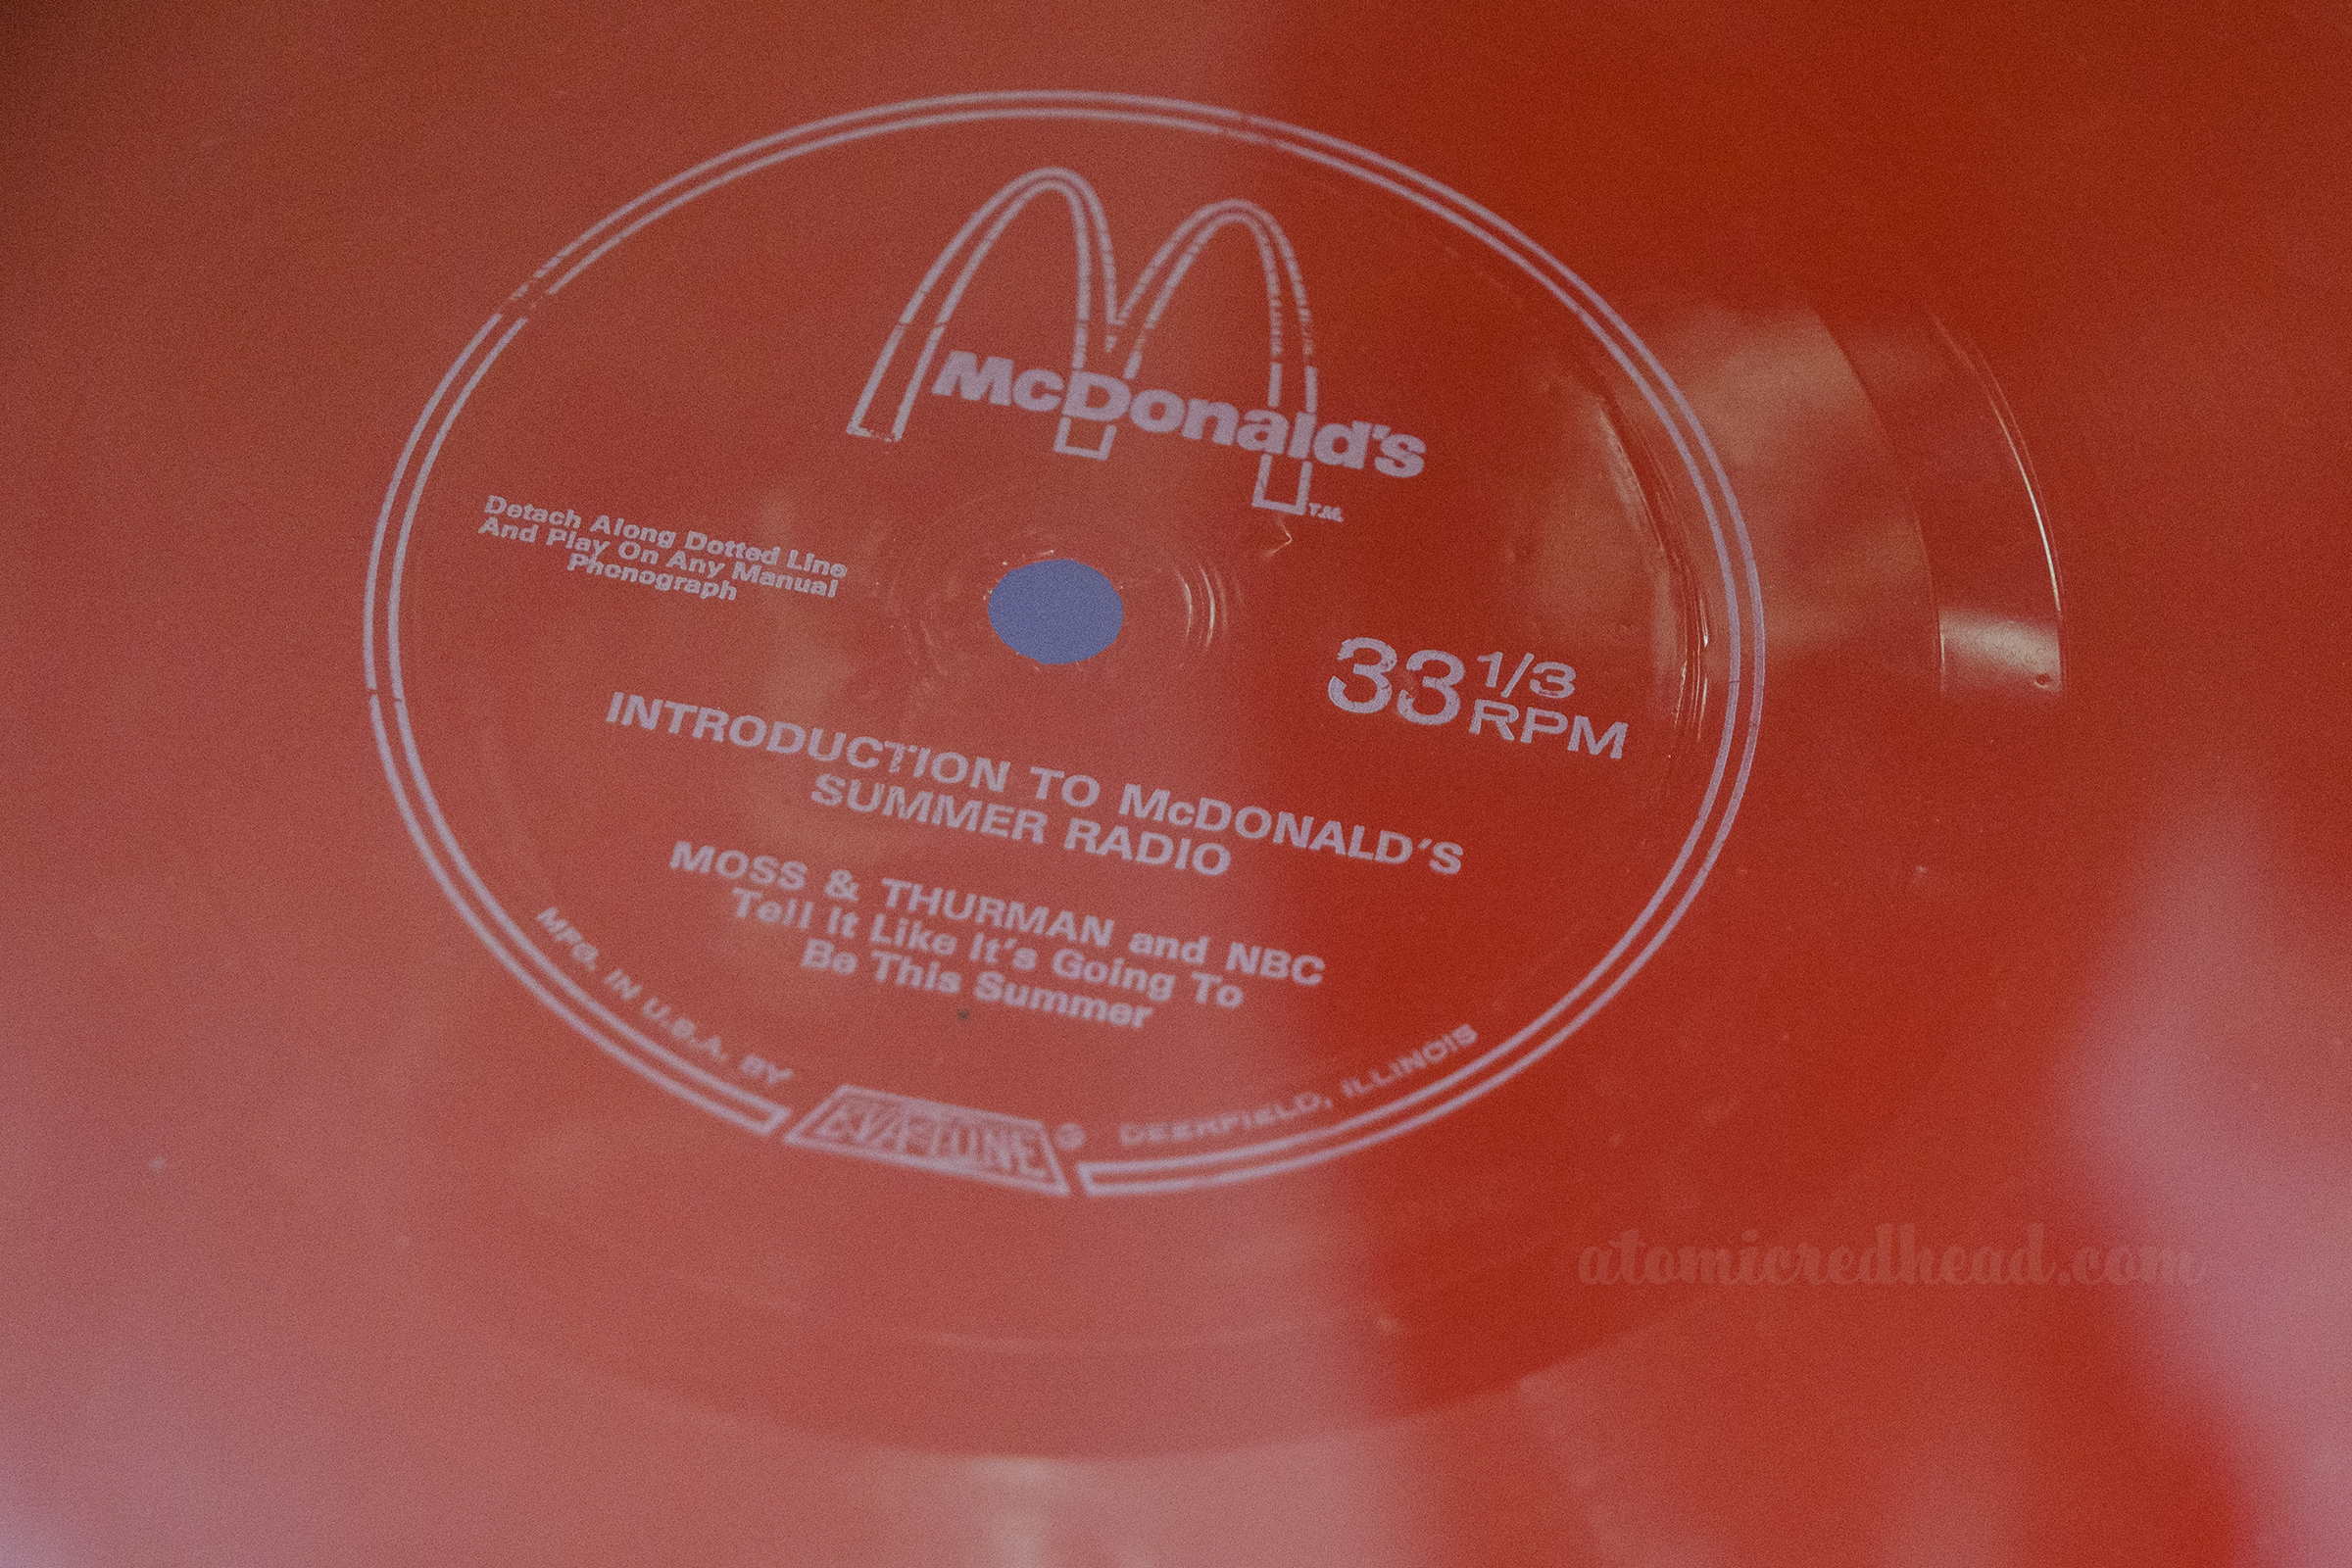 McDonald's
T.M.
Detach Along Dotted Line
And Play On Any Manual
Phonograph
33 1/3
RPM
INTRODUCTION TO McDONALD'S
SUMMER RADIO
MOSS & THURMAN and NBC
Tell It Like It's Going To
Be This Summer
MFG. IN U.S.A. BY
EVA-TONE
DEERFIELD, ILLINOIS
atomicredhead.com